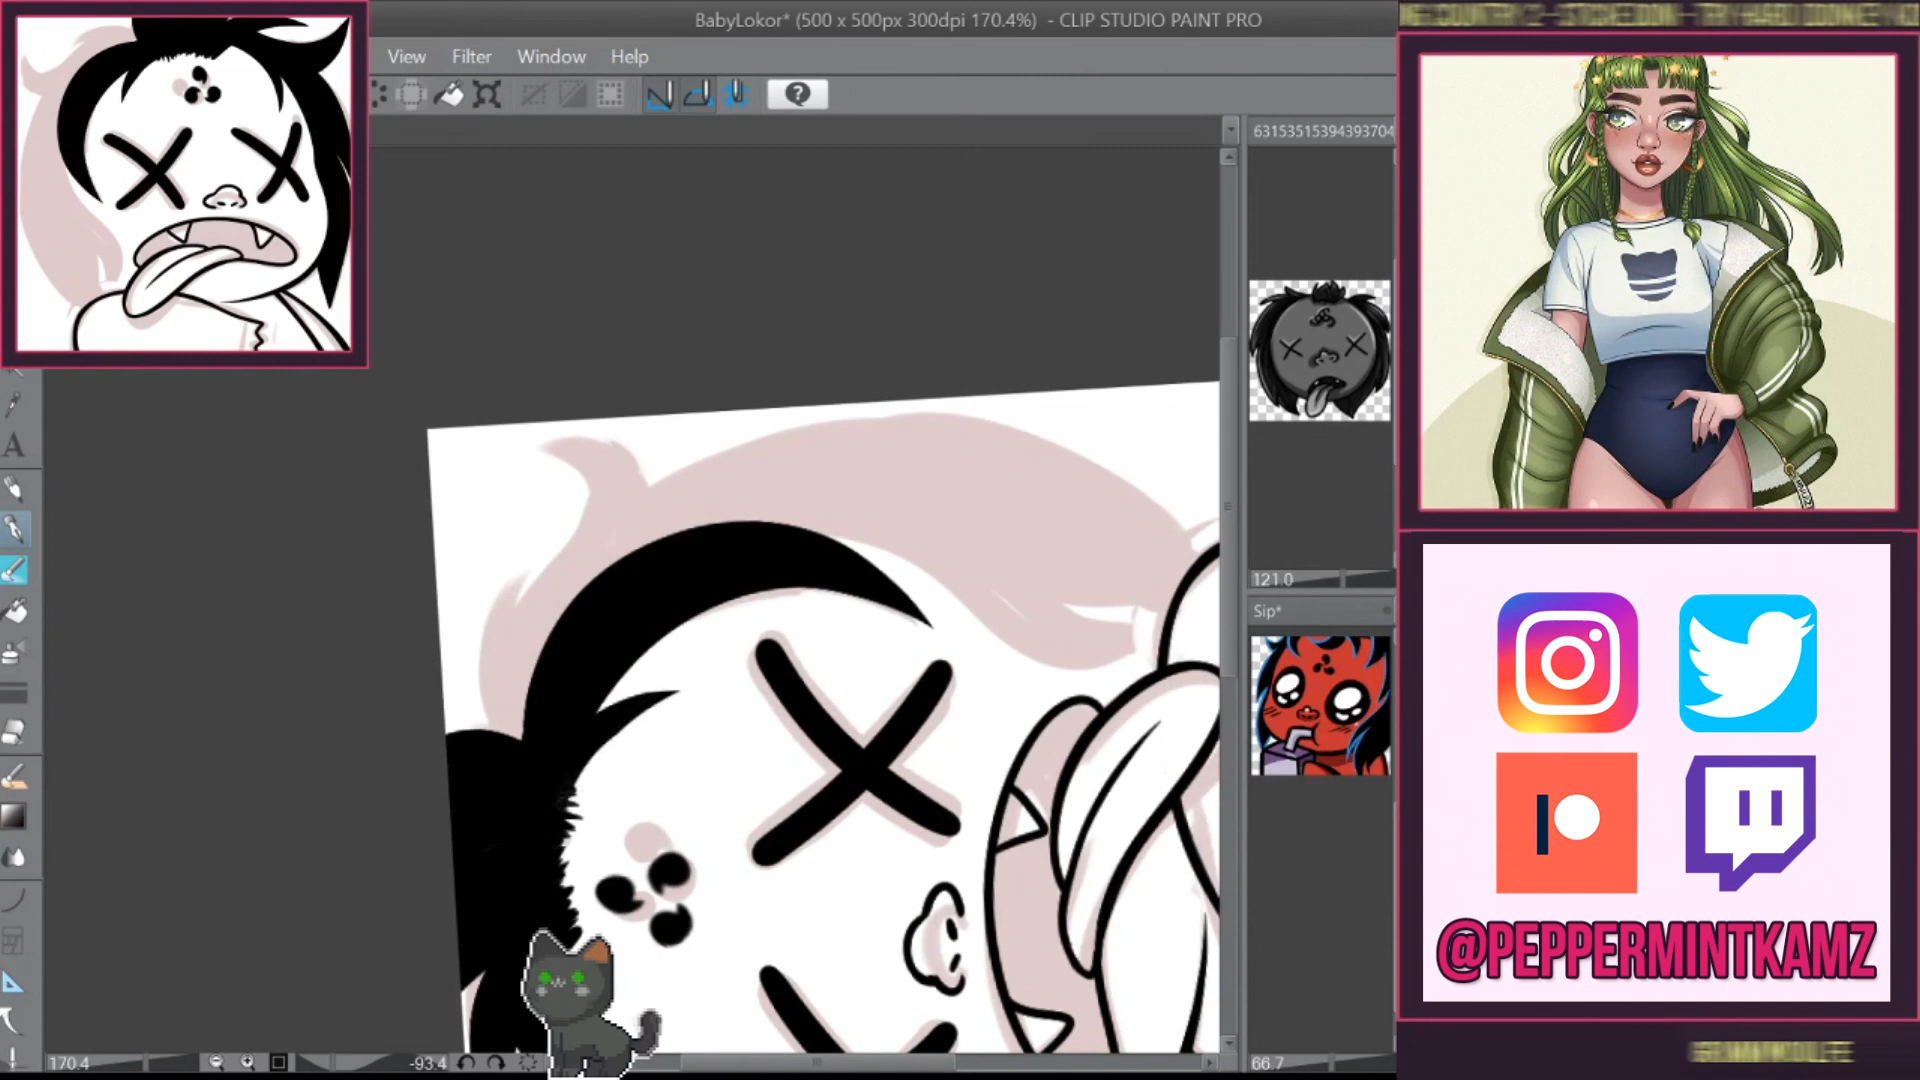 BabyLokor* (500 x 500px 300dpi 170.4%) - CLIP STUDIO PAINT PRO
View Filter Window Help
63153515394393704
121.0
Sip*
@PEPPERMINTKAMZ
170.4
-93.4
66.7